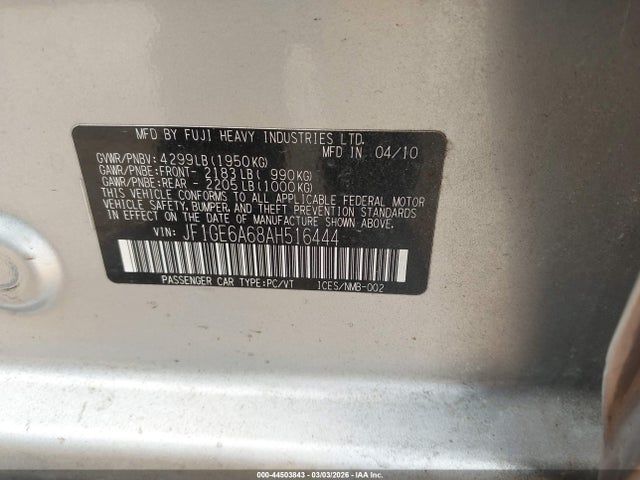 MFD BY FUJI HEAVY INDUSTRIES LTD.
MFD IN 04/10
GVWR/PNBV: 4299LB(1950KG)
GAWR/PNBE:FRONT- 2183LB( 990KG)
GAWR/PNBE:REAR - 2205LB(1000KG)
THIS VEHICLE CONFORMS TO ALL APPLICABLE FEDERAL MOTOR
VEHICLE SAFETY, BUMPER, AND THEFT PREVENTION STANDARDS
IN EFFECT ON THE DATE OF MANUFACTURE SHOWN ABOVE.
VIN: JF1GE6A68AH516444
PASSENGER CAR TYPE:PC/VT ICES/NMB-002
000-44503843 - 03/03/2026 - IAA Inc.